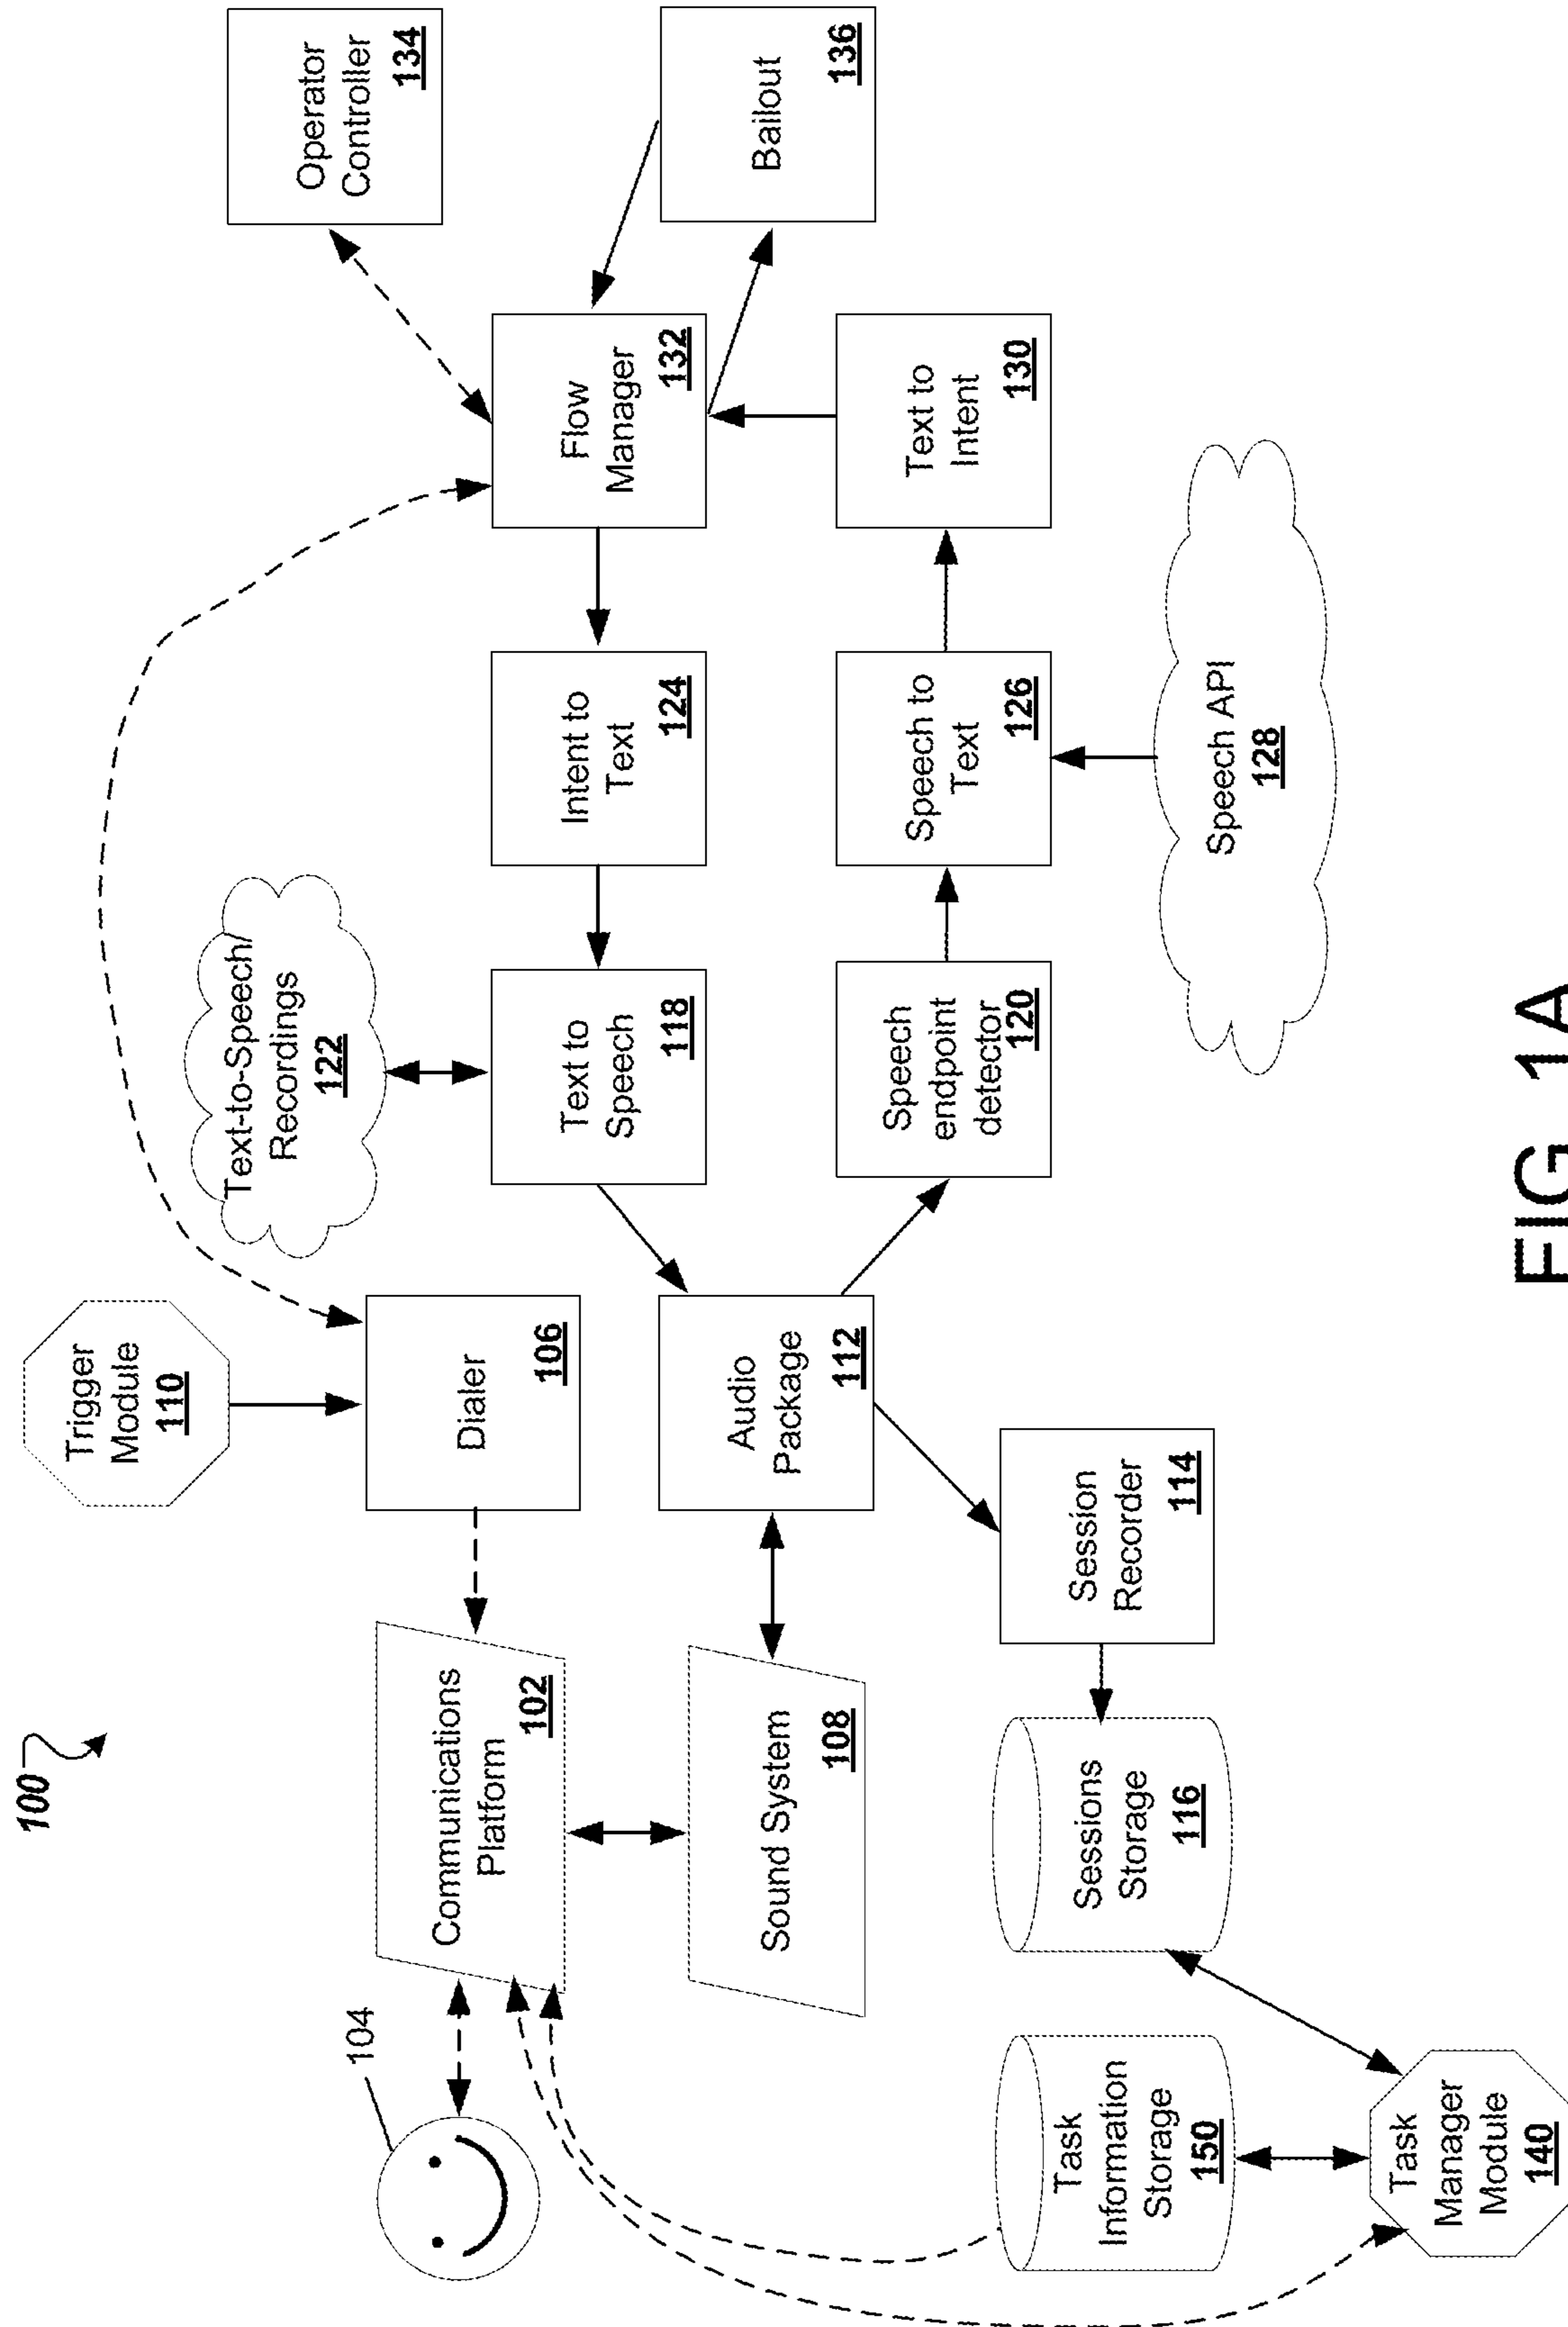 100
104
Communications
Platform
102
Trigger
Module
110
Dialer
106
Text-to-Speech/
Recordings
122
Operator
Controller
134
Sound System
108
Audio
Package
112
Text to
Speech
118
Intent to
Text
124
Flow
Manager
132
Bailout
136
Task
Information
Storage
150
Sessions
Storage
116
Session
Recorder
114
Speech
endpoint
detector
120
Speech to
Text
126
Text to
Intent
130
Task
Manager
Module
140
Speech API
128
FIG. 1A